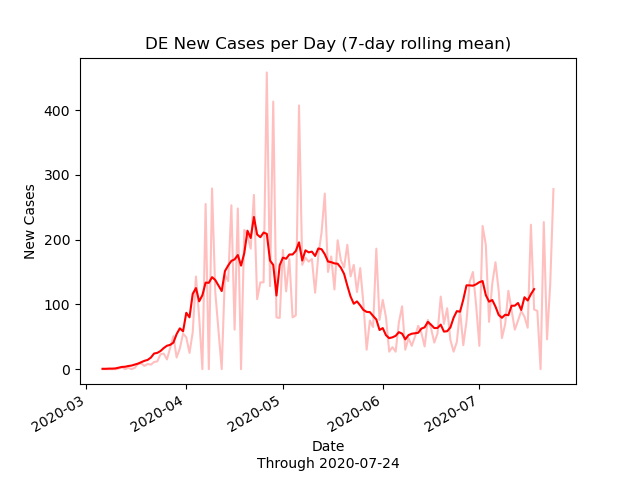 DE New Cases per Day (7-day rolling mean)
400
300
200
100
0
New Cases
2020-03
2020-04
2020-05
2020-06
2020-07
Date
Through 2020-07-24